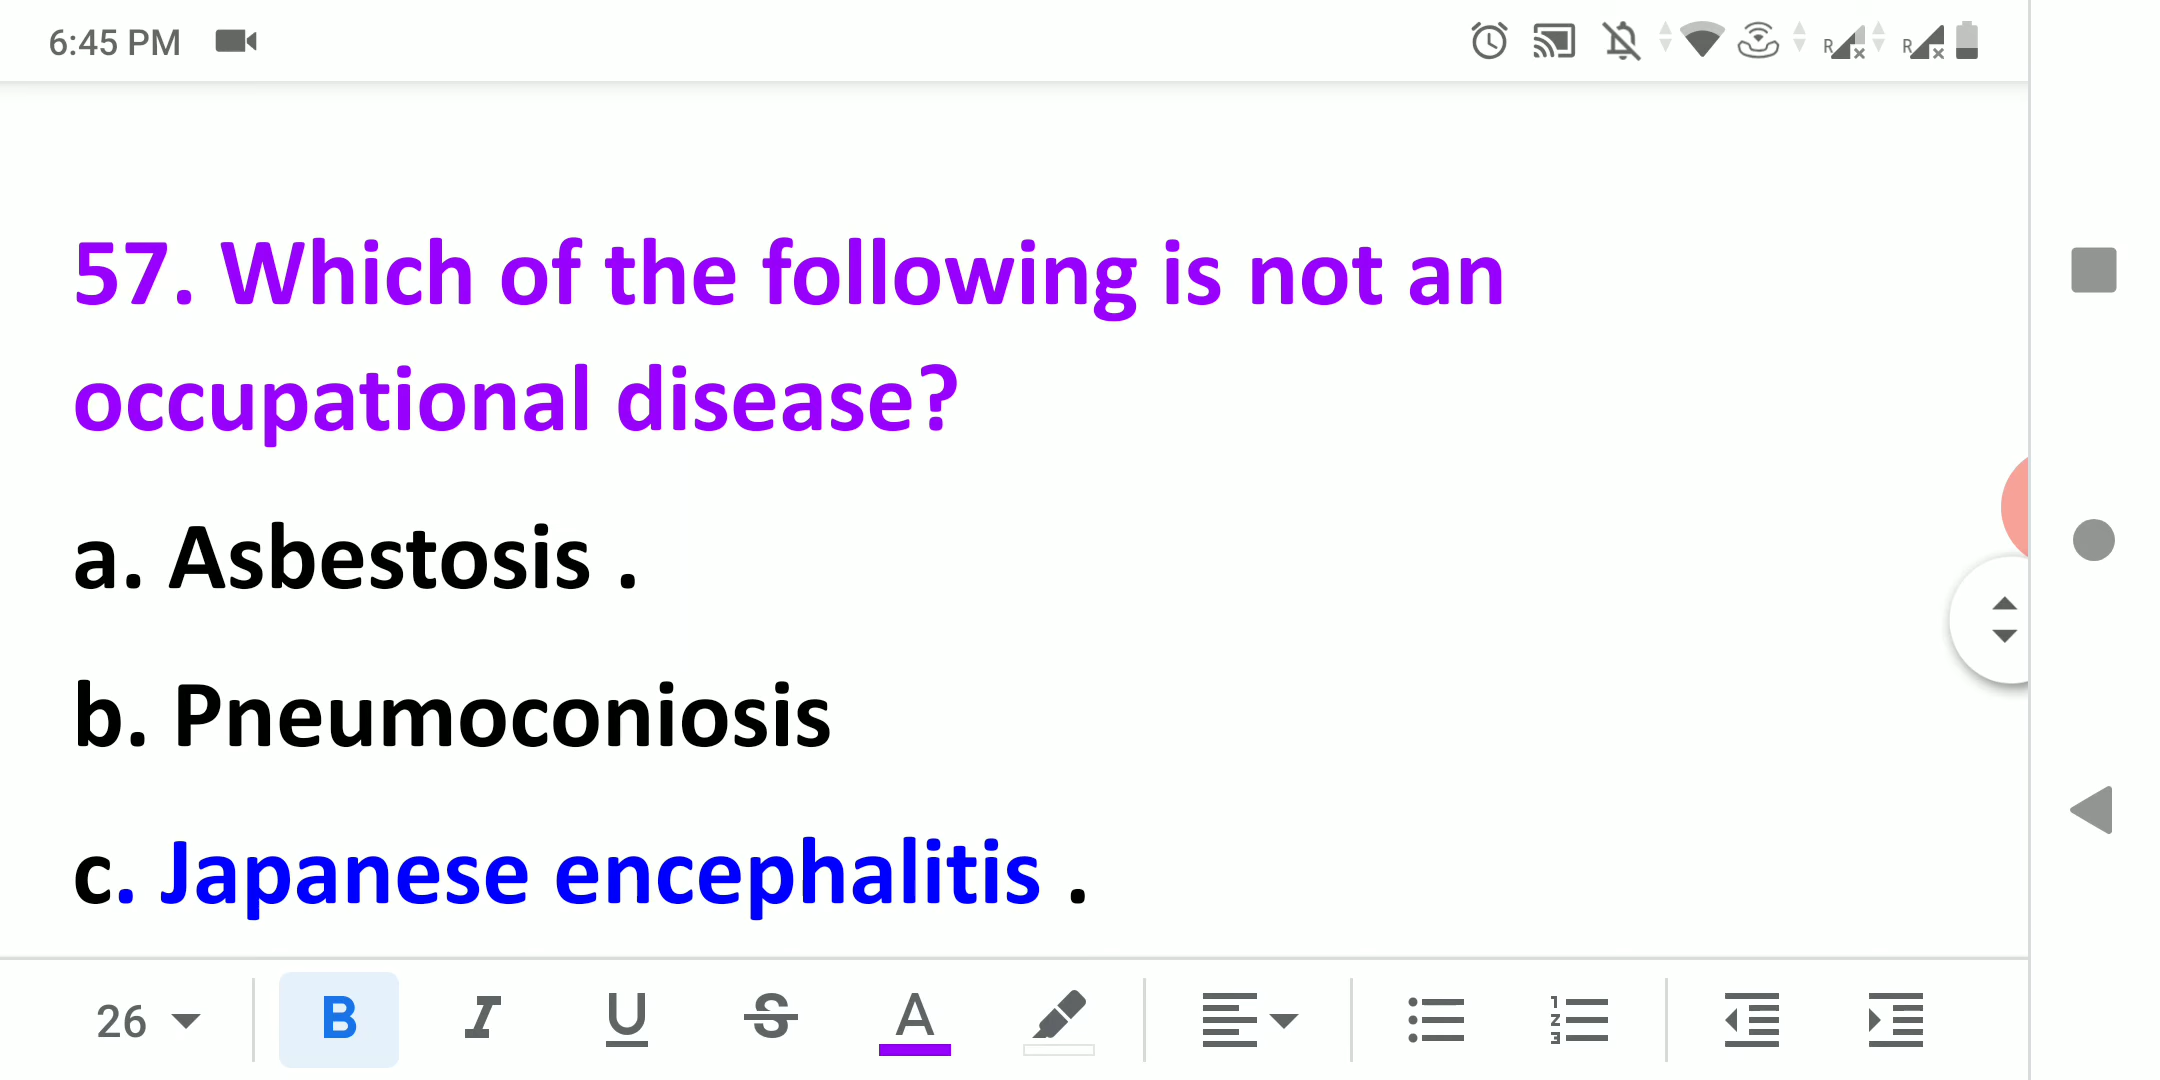 6:45 PM
57. Which of the following is not an
occupational disease?
a. Asbestosis .
b. Pneumoconiosis
c. Japanese encephalitis .
26 B I U S A